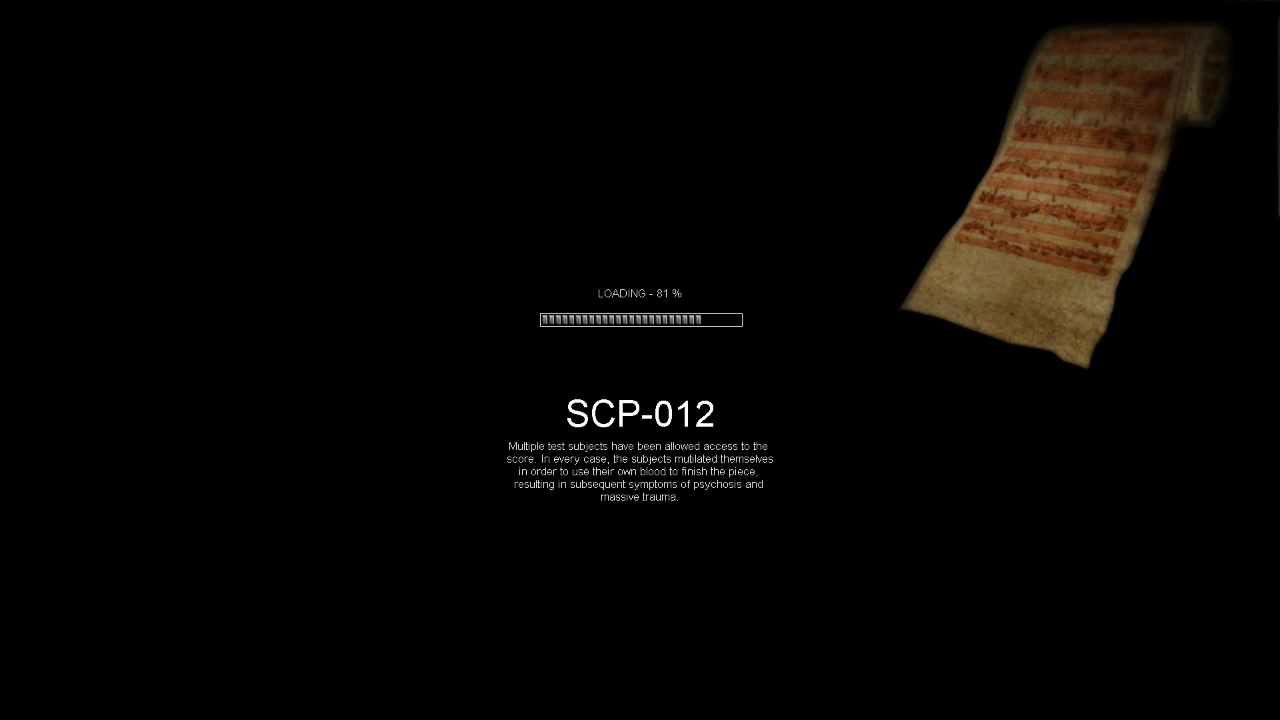 LOADING - 81 %
SCP-012
Multiple test subjects have been allowed access to the
score. In every case, the subjects mutilated themselves
in order to use their own blood to finish the piece,
resulting in subsequent symptoms of psychosis and
massive trauma.